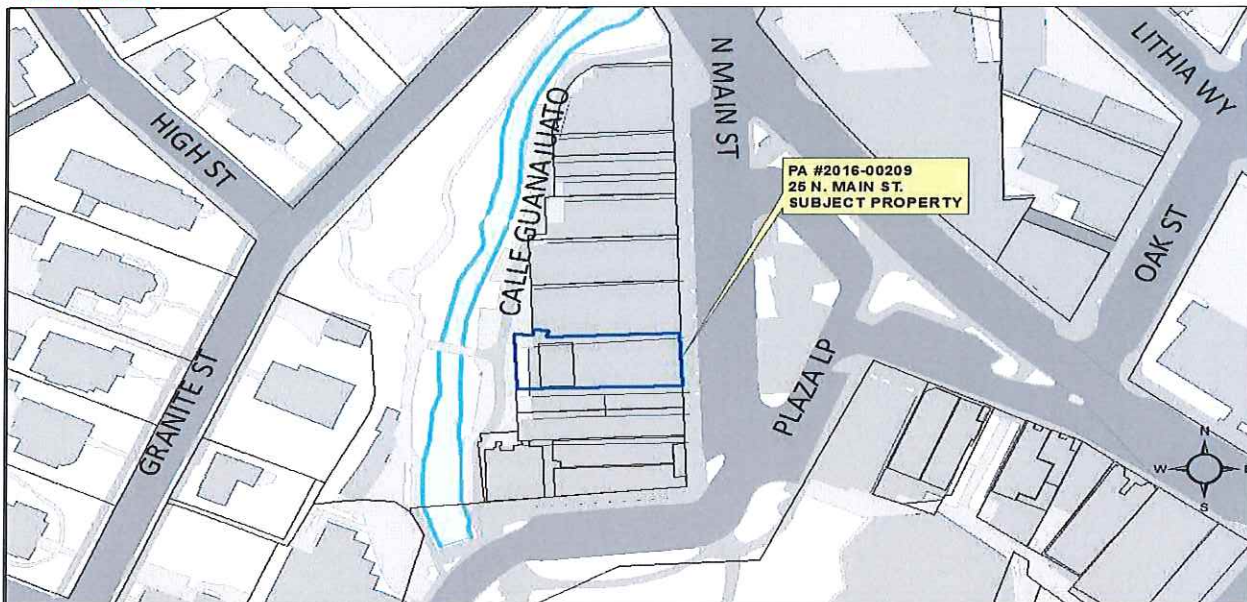 HIGH ST
CALLE GUANAJUATO
N MAIN ST
LITHIA WY
PA #2016-00209
25 N. MAIN ST.
SUBJECT PROPERTY
OAK ST
GRANITE ST
PLAZA LP
N
W E
S